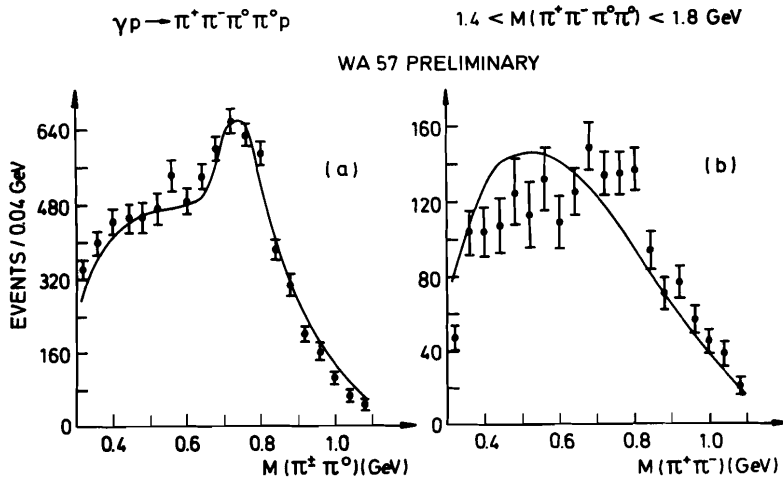 γp → π⁺π⁻π⁰π⁰p
1.4 < M(π⁺π⁻π⁰π⁰) < 1.8 GeV
WA 57 PRELIMINARY
EVENTS / 0.04 GeV
640
480
320
160
0
(a)
0.4 0.6 0.8 1.0
M(π± π⁰)(GeV)
160
120
80
40
0
(b)
0.4 0.6 0.8 1.0
M(π⁺π⁻)(GeV)